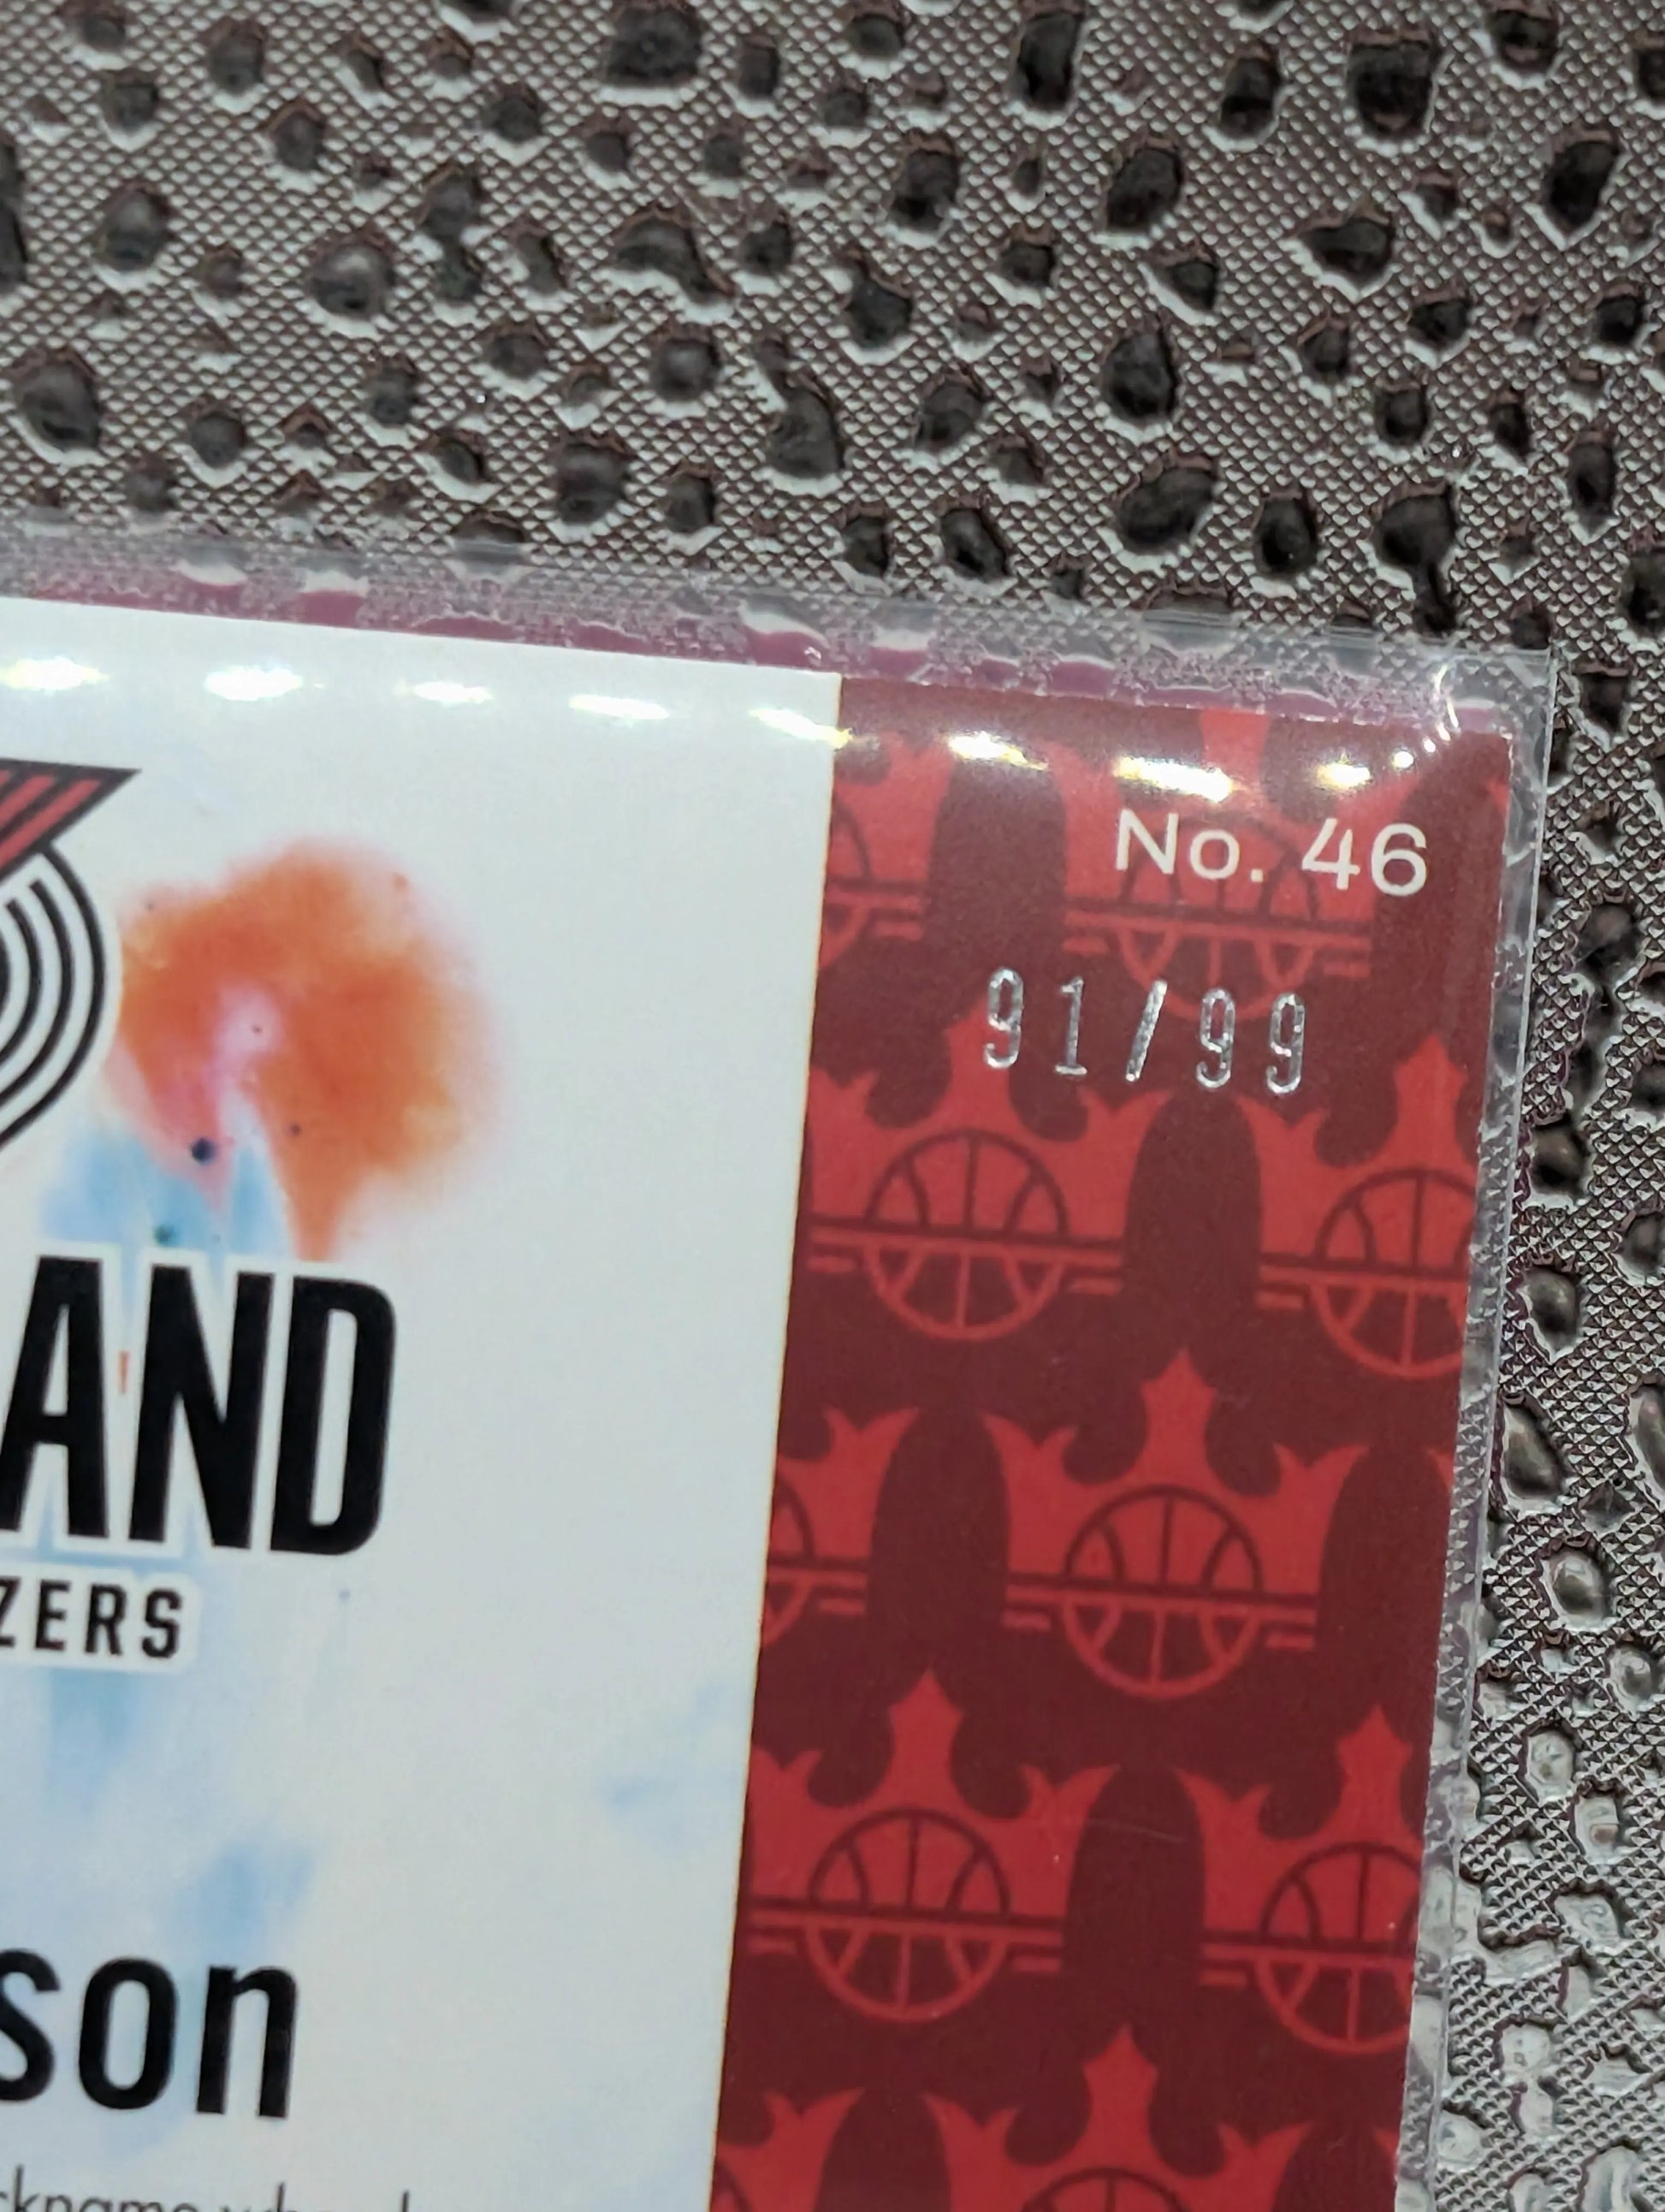 No. 46
91/99
AND
ZERS
son